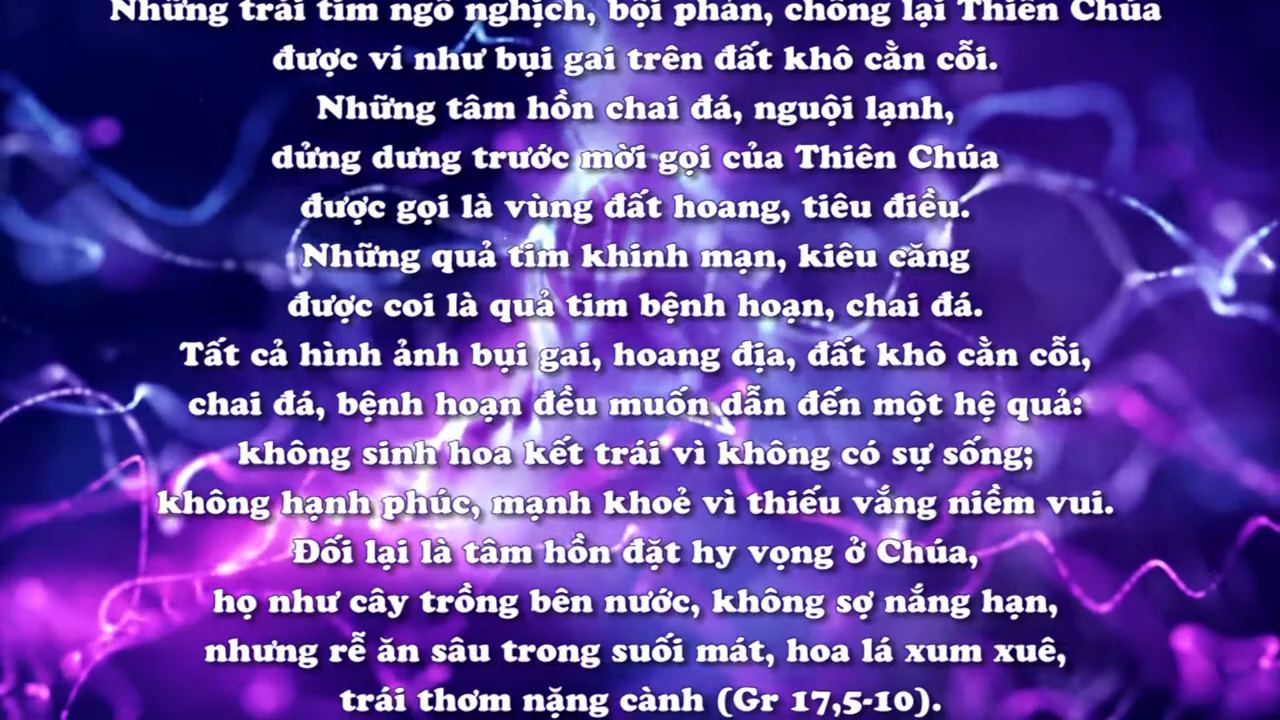 Những trái tim ngỗ nghịch, bội phản, chống lại Thiên Chúa
được ví như bụi gai trên đất khô cằn cỗi.
Những tâm hồn chai đá, nguội lạnh,
dửng dưng trước mời gọi của Thiên Chúa
được gọi là vùng đất hoang, tiêu điều.
Những quả tim khinh mạn, kiêu căng
được coi là quả tim bệnh hoạn, chai đá.
Tất cả hình ảnh bụi gai, hoang địa, đất khô cằn cỗi,
chai đá, bệnh hoạn đều muốn dẫn đến một hệ quả:
không sinh hoa kết trái vì không có sự sống;
không hạnh phúc, mạnh khoẻ vì thiếu vắng niềm vui.
Đối lại là tâm hồn đặt hy vọng ở Chúa,
họ như cây trồng bên nước, không sợ nắng hạn,
nhưng rễ ăn sâu trong suối mát, hoa lá xum xuê,
trái thơm nặng cành (Gr 17,5-10).